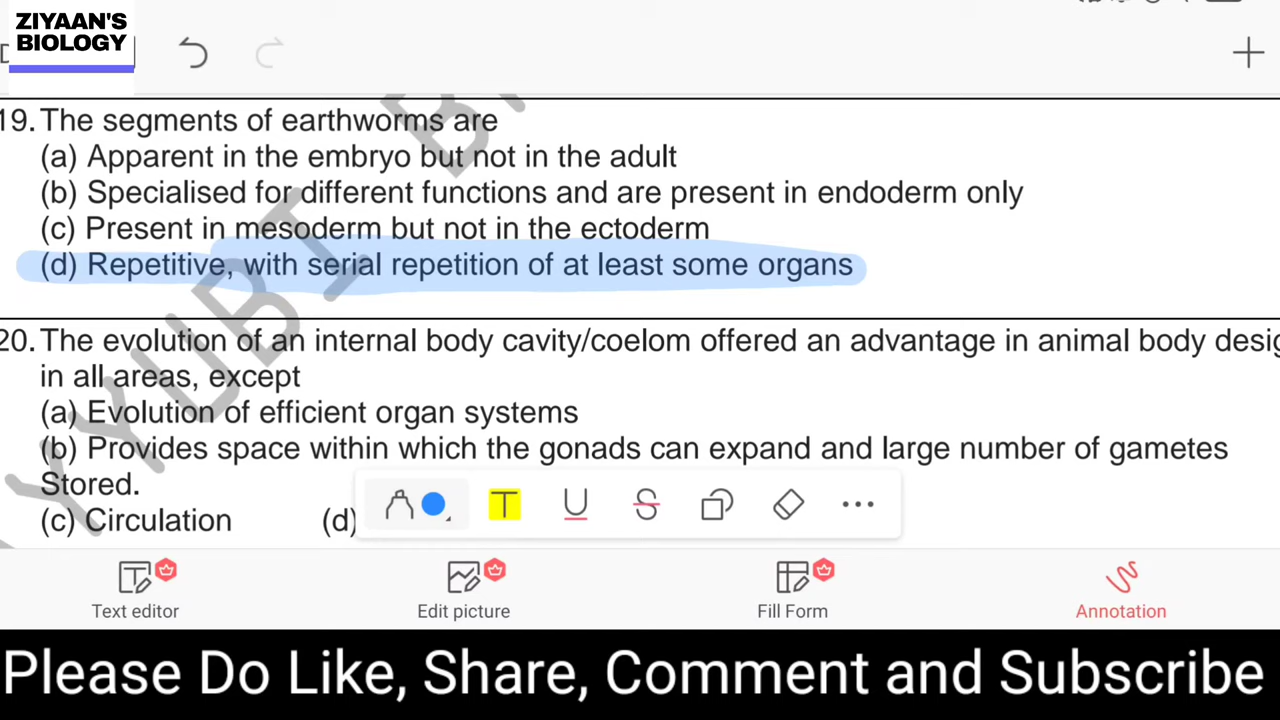 ZIYAAN'S
BIOLOGY
19. The segments of earthworms are
(a) Apparent in the embryo but not in the adult
(b) Specialised for different functions and are present in endoderm only
(c) Present in mesoderm but not in the ectoderm
(d) Repetitive, with serial repetition of at least some organs
20. The evolution of an internal body cavity/coelom offered an advantage in animal body
in all areas, except
(a) Evolution of efficient organ systems
(b) Provides space within which the gonads can expand and large number of gametes
Stored.
(c) Circulation (d)
Text editor
Edit picture
Fill Form
Annotation
Please Do Like, Share, Comment and Subscribe